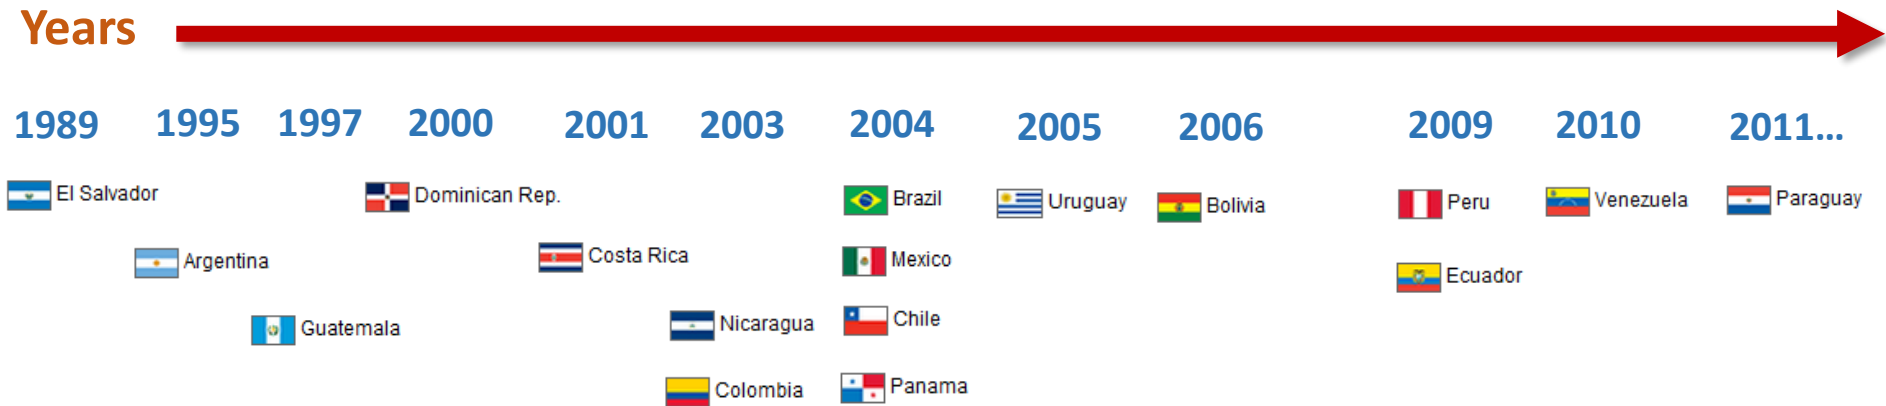 Years
1989 1995 1997 2000 2001 2003 2004 2005 2006 2009 2010 2011...
El Salvador Dominican Rep. Brazil Uruguay Bolivia Peru Venezuela Paraguay
Argentina Costa Rica Mexico Ecuador
Guatemala Nicaragua Chile
Colombia Panama